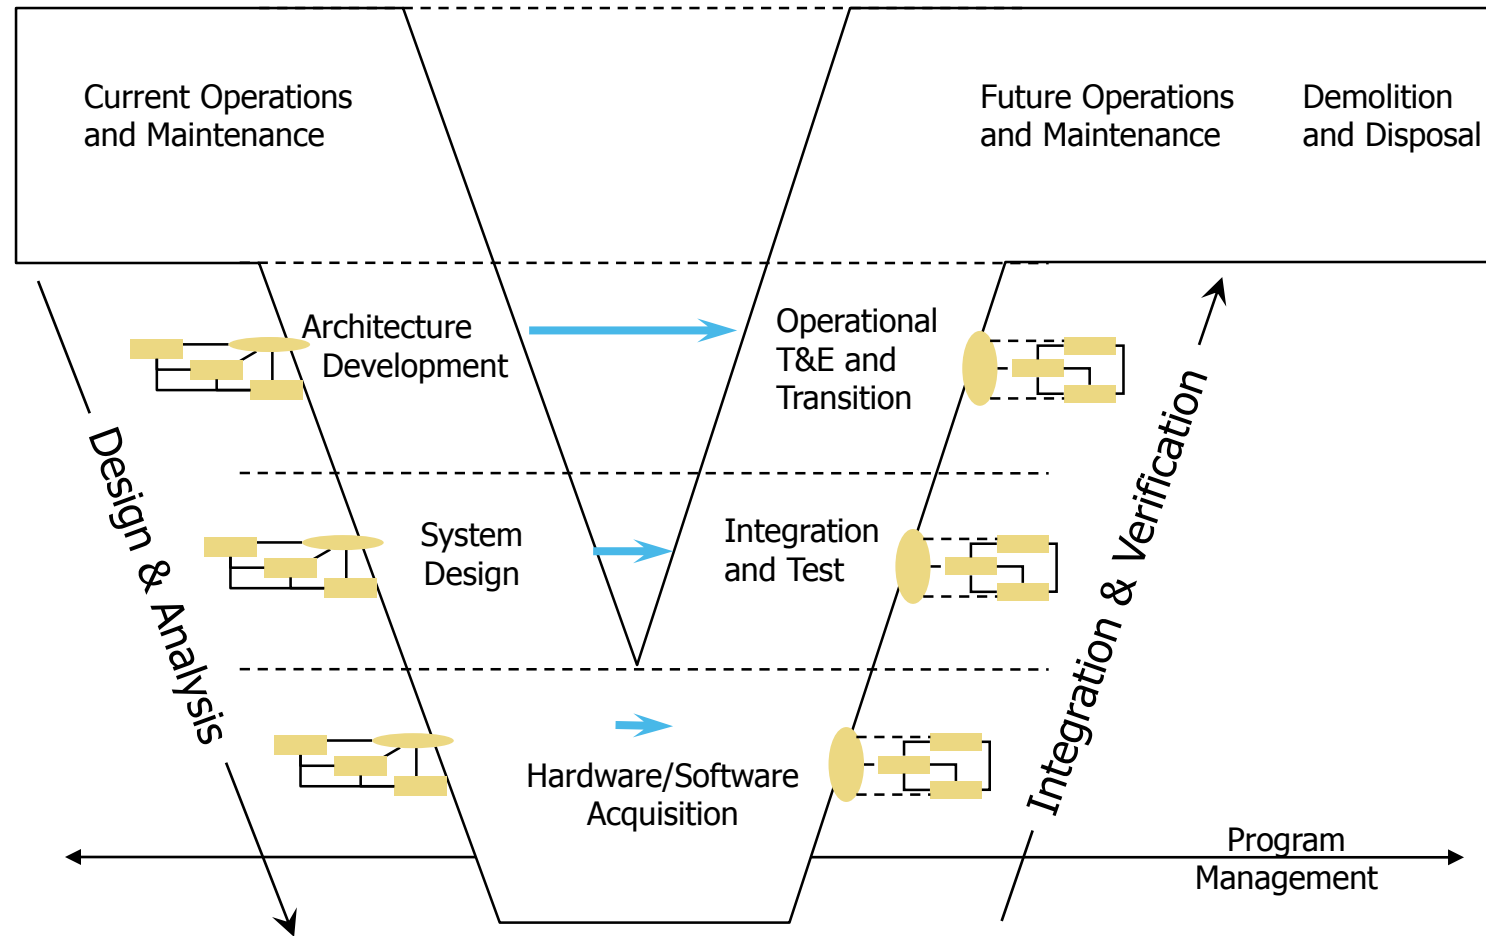 Current Operations
and Maintenance
Future Operations
and Maintenance
Demolition
and Disposal
Architecture
Development
Operational
T&E and
Transition
Design & Analysis
System
Design
Integration
and Test
Integration & Verification
Hardware/Software
Acquisition
Program
Management